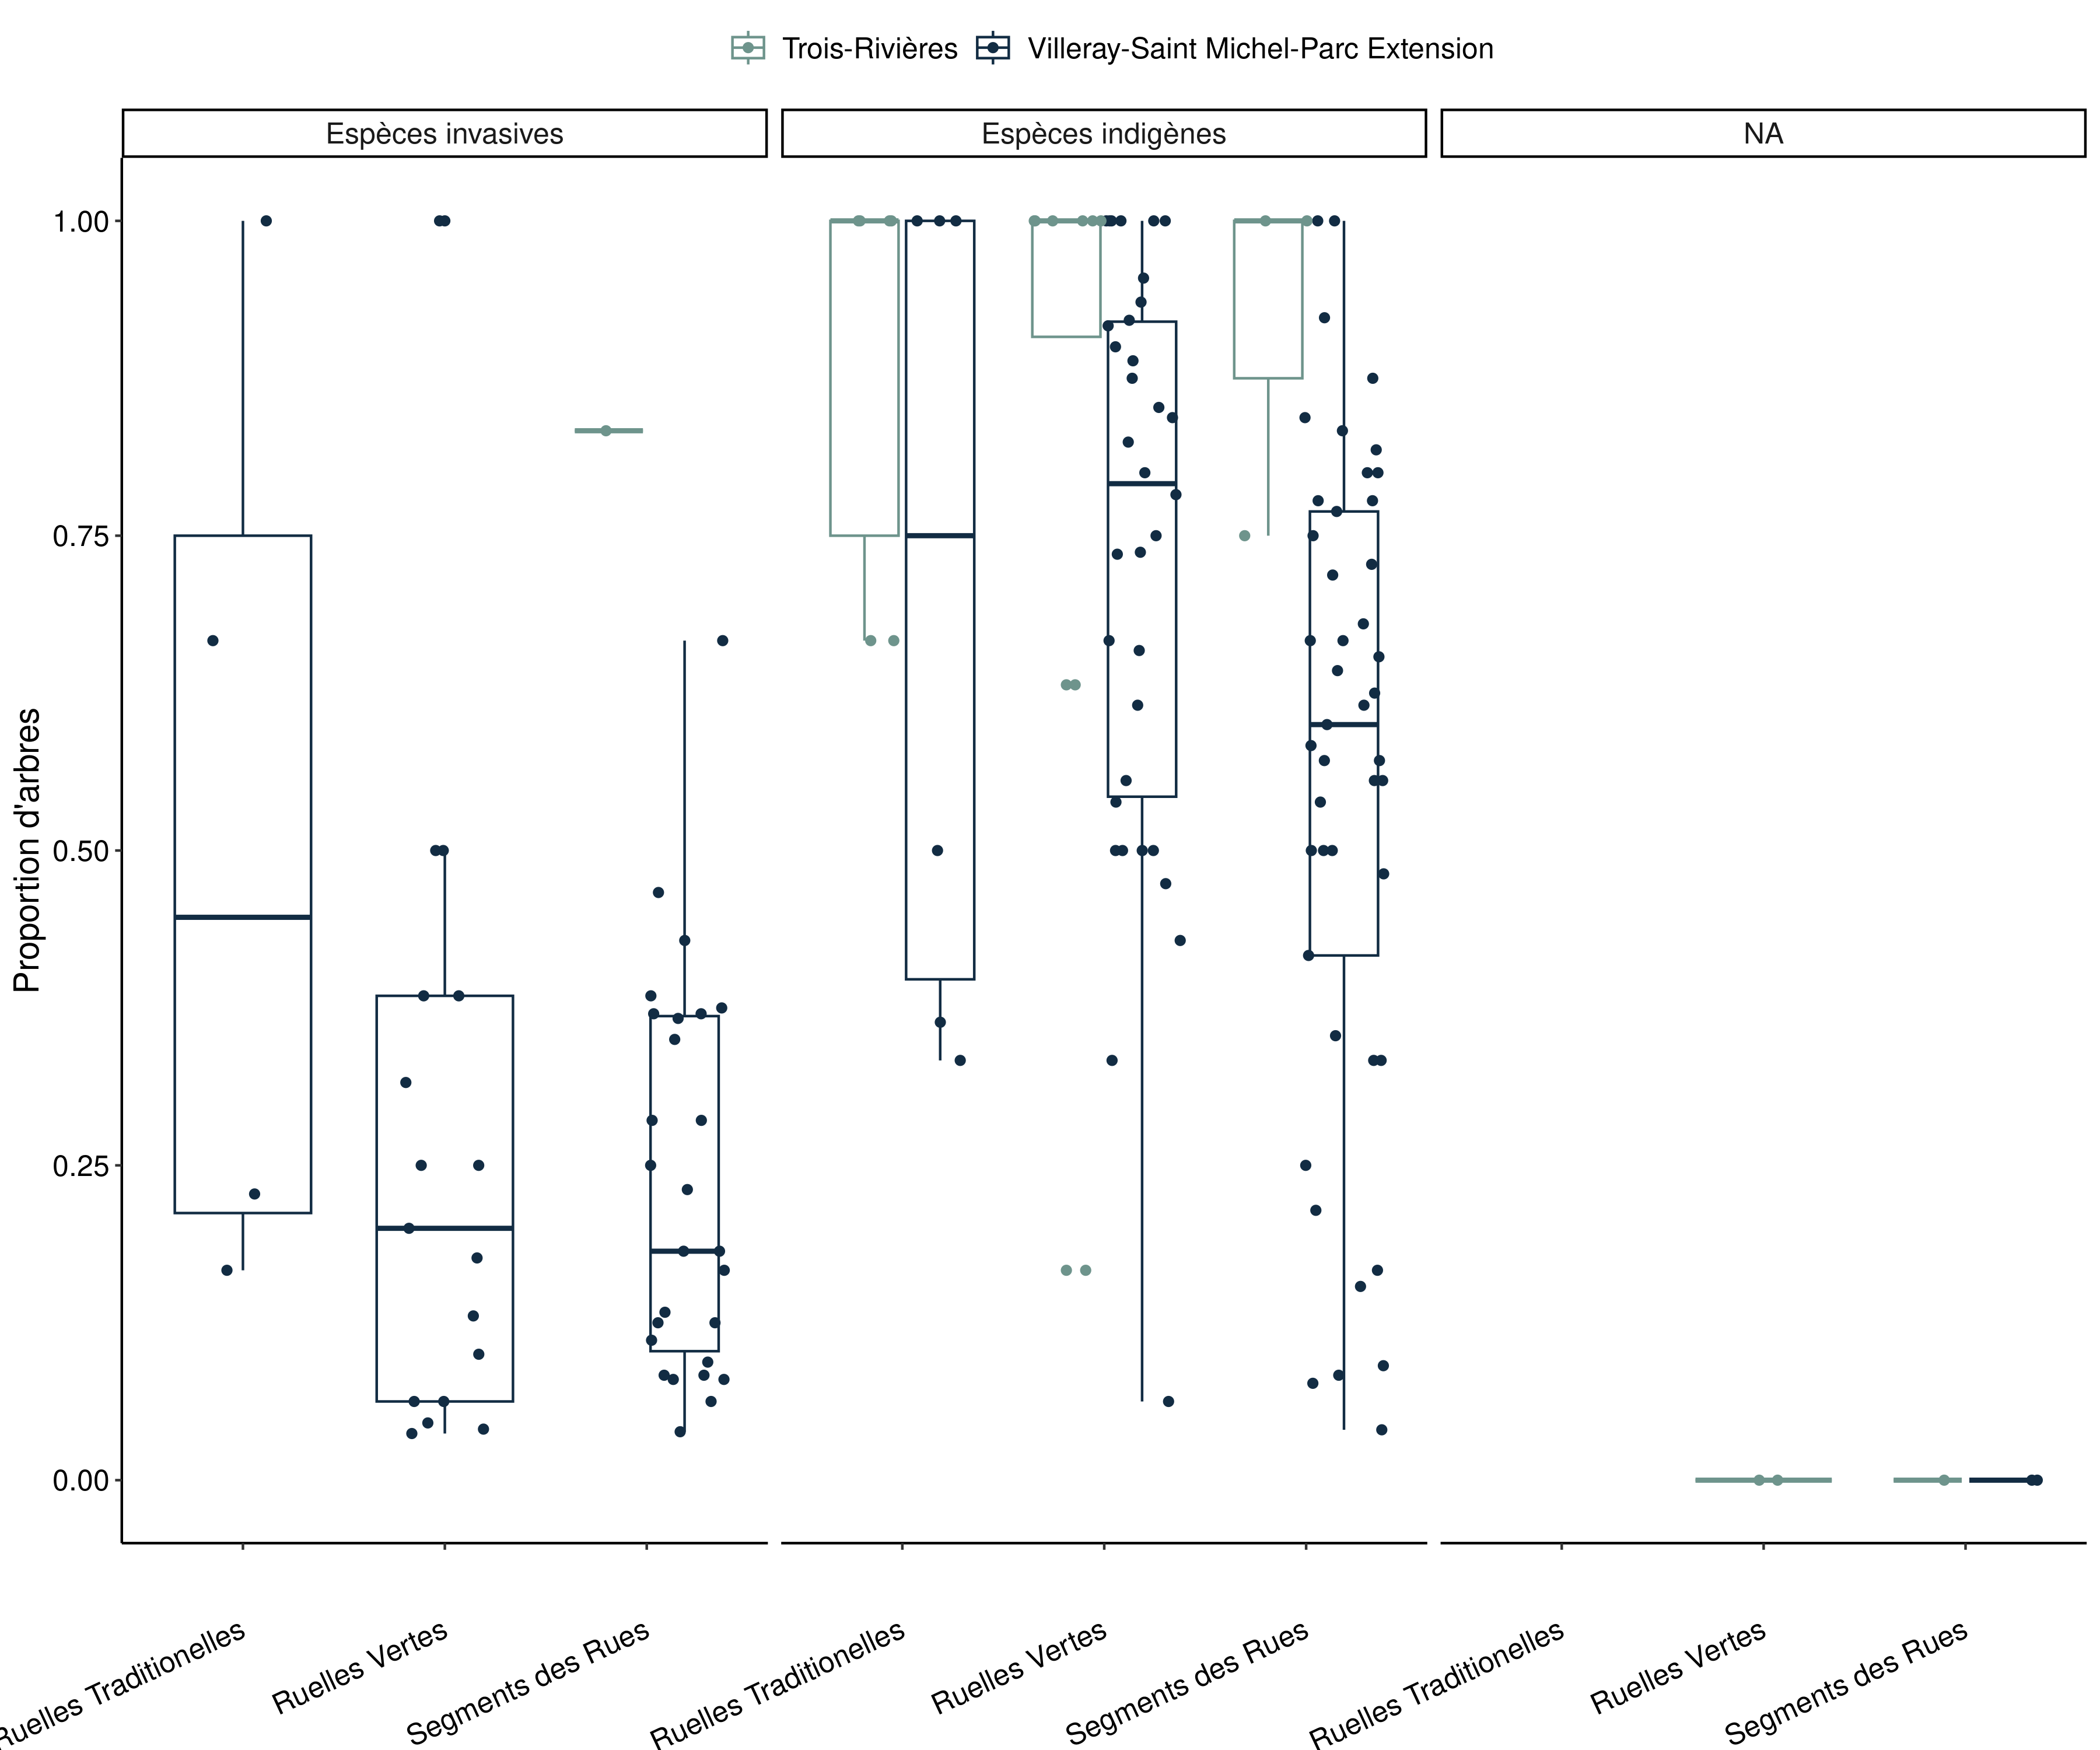 Trois-Rivières Villeray-Saint Michel-Parc Extension
Espèces invasives Espèces indigènes NA
1.00
0.75
0.50
0.25
0.00
Proportion d'arbres
Ruelles Traditionelles Ruelles Vertes Segments des Rues Ruelles Traditionelles Ruelles Vertes Segments des Rues Ruelles Traditionelles Ruelles Vertes Segments des Rues